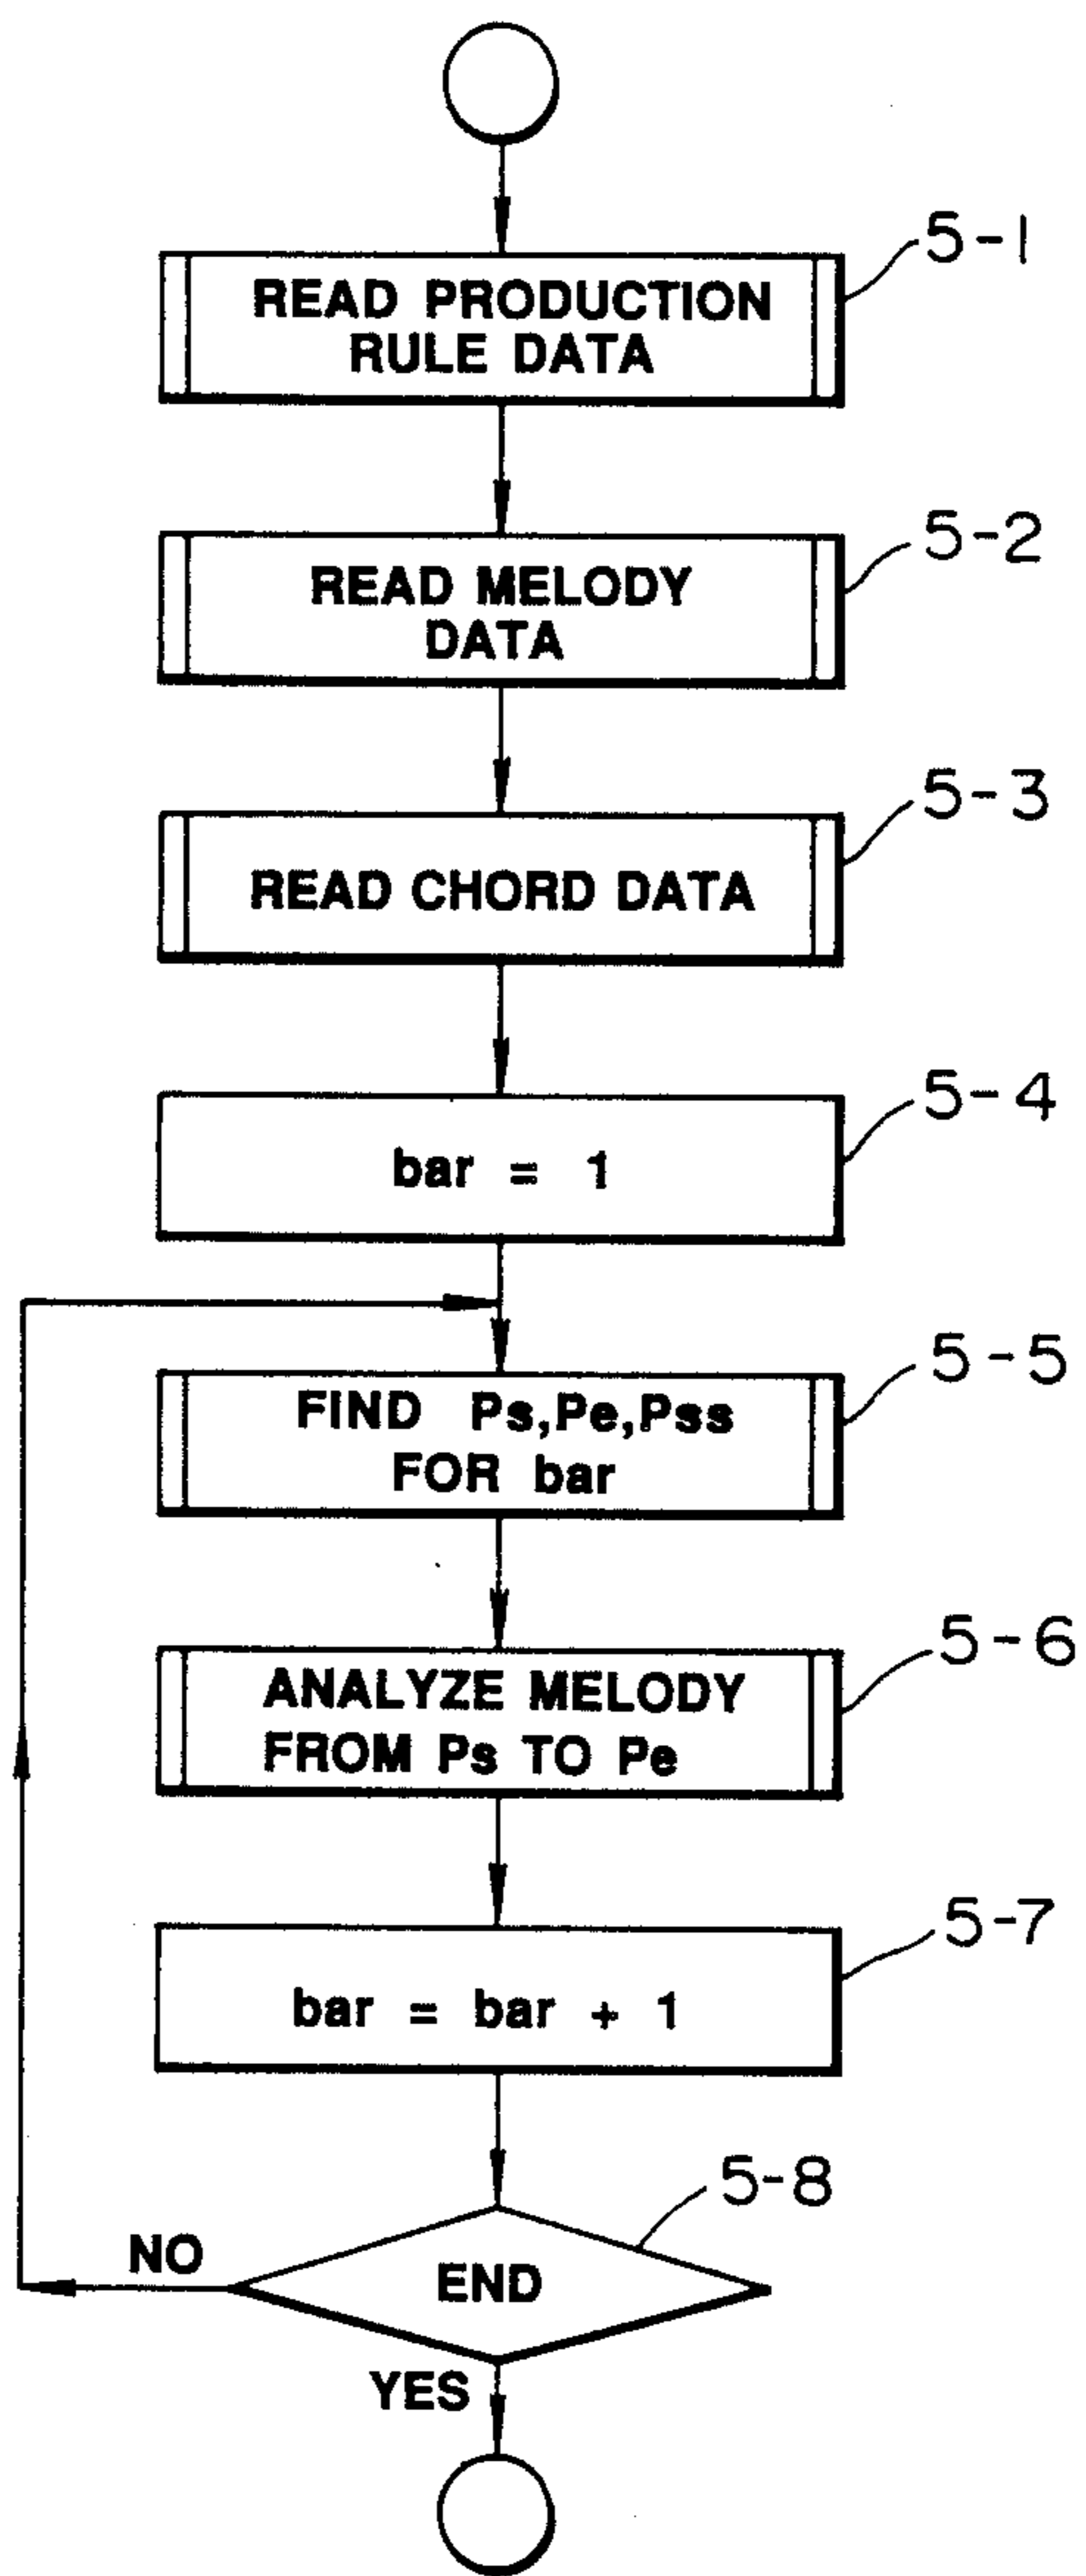 5-1
READ PRODUCTION
RULE DATA
5-2
READ MELODY
DATA
5-3
READ CHORD DATA
5-4
bar = 1
5-5
FIND Ps,Pe,Pss
FOR bar
5-6
ANALYZE MELODY
FROM Ps TO Pe
5-7
bar = bar + 1
5-8
NO
END
YES